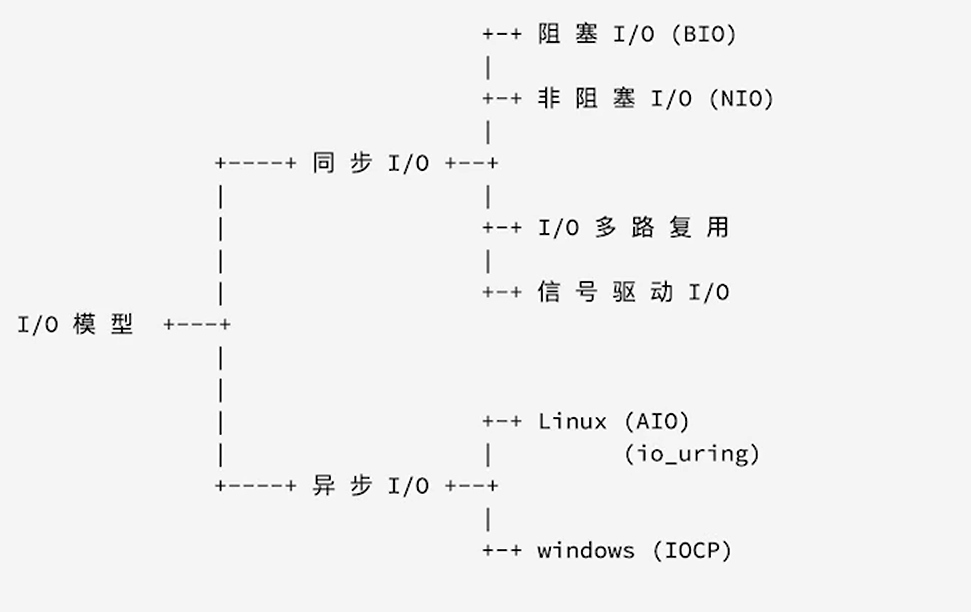 +-+ 阻塞 I/O (BIO)
|
+-+ 非阻塞 I/O (NIO)
|
+----+ 同步 I/O +--+
| |
| +-+ I/O 多路复用
| |
| +-+ 信号驱动 I/O
I/O 模型 +---+
|
|
| +-+ Linux (AIO)
| | (io_uring)
+----+ 异步 I/O +--+
|
+-+ windows (IOCP)